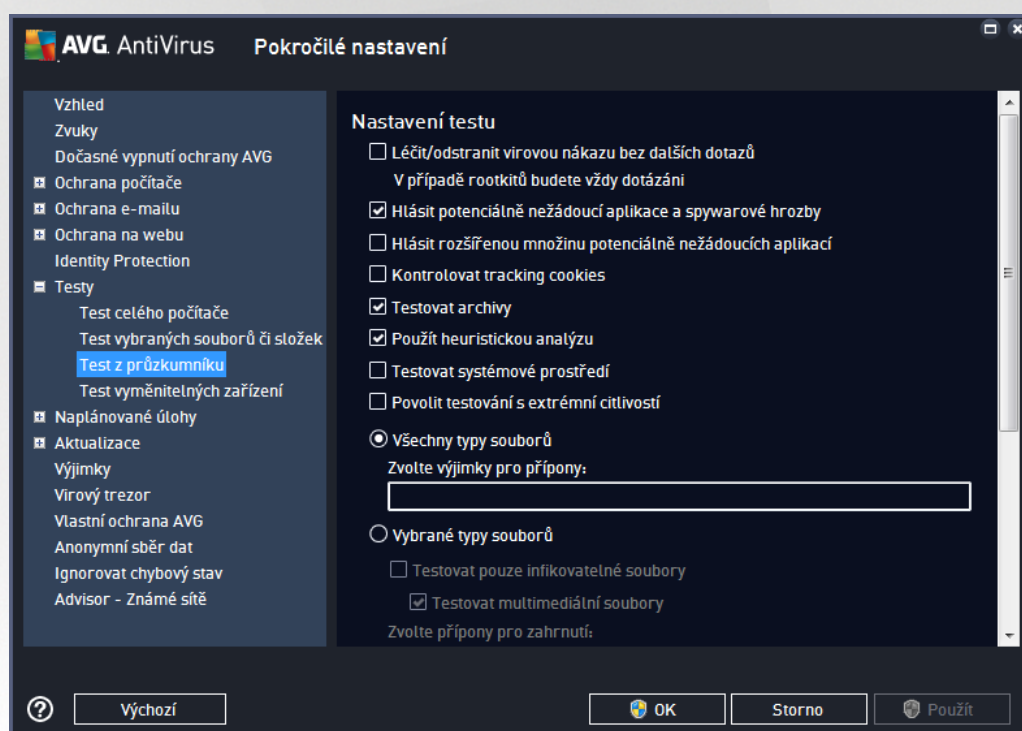 AVG. AntiVirus Pokročilé nastavení
Vzhled
Zvuky
Dočasné vypnutí ochrany AVG
Ochrana počítače
Ochrana e-mailu
Ochrana na webu
Identity Protection
Testy
Test celého počítače
Test vybraných souborů či složek
Test z průzkumníku
Test vyměnitelných zařízení
Naplánované úlohy
Aktualizace
Výjimky
Virový trezor
Vlastní ochrana AVG
Anonymní sběr dat
Ignorovat chybový stav
Advisor - Známé sítě
Nastavení testu
Léčit/odstranit virovou nákazu bez dalších dotazů
V případě rootkitů budete vždy dotázáni
Hlásit potenciálně nežádoucí aplikace a spywarové hrozby
Hlásit rozšířenou množinu potenciálně nežádoucích aplikací
Kontrolovat tracking cookies
Testovat archivy
Použít heuristickou analýzu
Testovat systémové prostředí
Povolit testování s extrémní citlivostí
Všechny typy souborů
Zvolte výjimky pro přípony:
Vybrané typy souborů
Testovat pouze infikovatelné soubory
Testovat multimediální soubory
Zvolte přípony pro zahrnutí:
? Výchozí OK Storno Použít